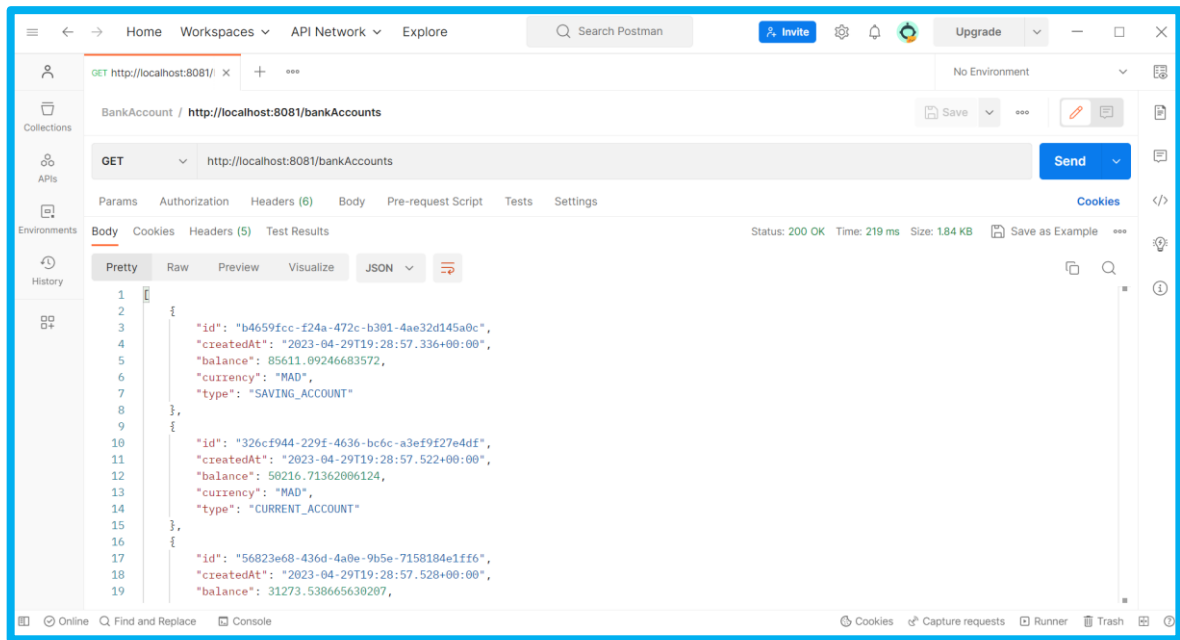 Home Workspaces API Network Explore Search Postman Invite Upgrade
GET http://localhost:8081/ No Environment
BankAccount / http://localhost:8081/bankAccounts Save
Collections
GET http://localhost:8081/bankAccounts Send
APIs
Params Authorization Headers (6) Body Pre-request Script Tests Settings Cookies
Environments
Body Cookies Headers (5) Test Results Status: 200 OK Time: 219 ms Size: 1.84 KB Save as Example
History
Pretty Raw Preview Visualize JSON
1 [
2 {
3 "id": "b4659fcc-f24a-472c-b301-4ae32d145a0c",
4 "createdAt": "2023-04-29T19:28:57.336+00:00",
5 "balance": 85611.09246683572,
6 "currency": "MAD",
7 "type": "SAVING_ACCOUNT"
8 },
9 {
10 "id": "326cf944-229f-4636-bc6c-a3ef9f27e4df",
11 "createdAt": "2023-04-29T19:28:57.522+00:00",
12 "balance": 50216.71362006124,
13 "currency": "MAD",
14 "type": "CURRENT_ACCOUNT"
15 },
16 {
17 "id": "56823e68-436d-4a0e-9b5e-7158184e1ff6",
18 "createdAt": "2023-04-29T19:28:57.528+00:00",
19 "balance": 31273.538665630207,
Online Find and Replace Console Cookies Capture requests Runner Trash